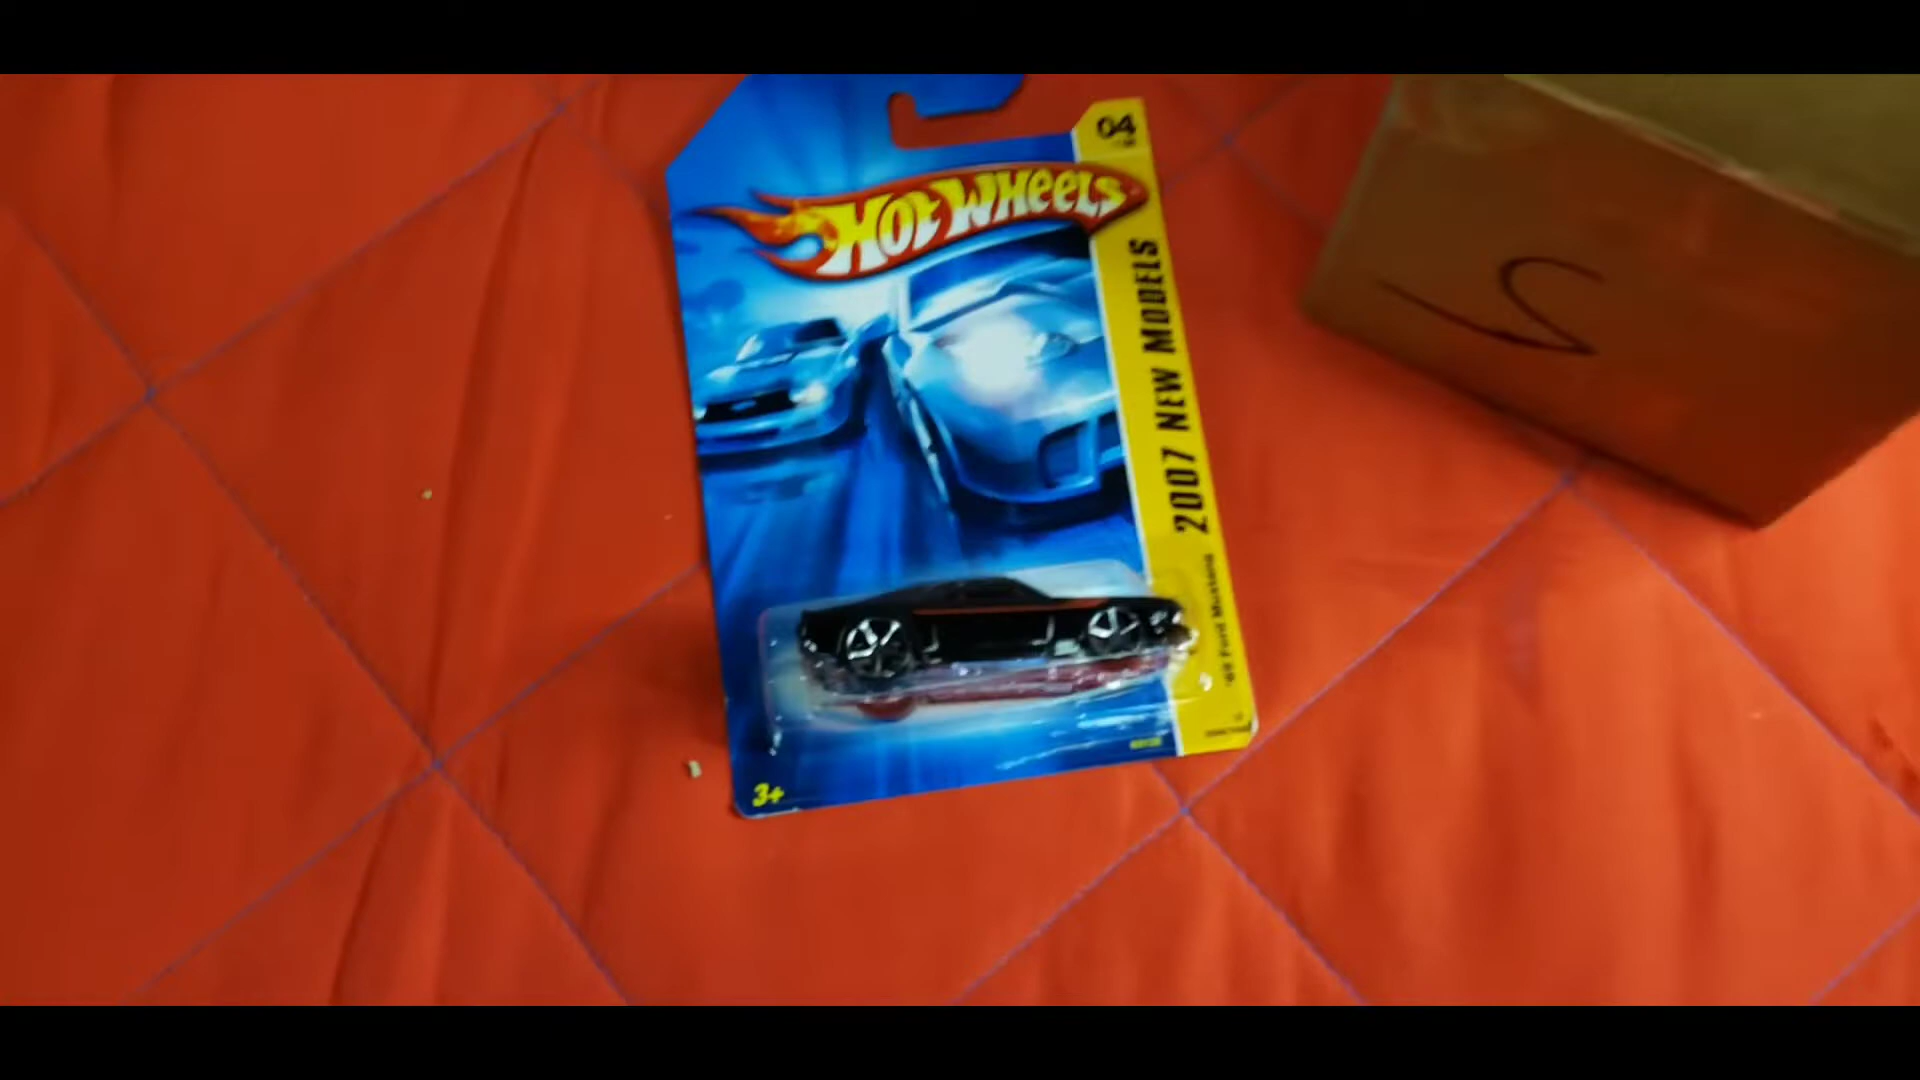 04
HOT WHEELS
2007 NEW MODELS
'69 Ford Mustang
3+